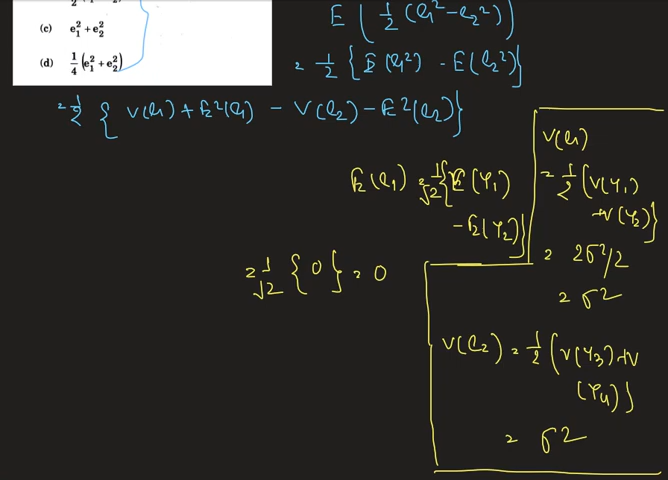 (c) e₁² + e₂²
(d) 1/4 (e₁² + e₂²)
E ( 1/2 (e₁² - e₂²) )
= 1/2 { E(e₁²) - E(e₂²) }
= 1/2 { V(e₁) + E²(e₁) - V(e₂) - E²(e₂) }
E(e₁) = 1/√2 { E(Y₁)
- E(Y₂) }
= 1/√2 { 0 } = 0
V(e₁)
= 1/2 ( V(Y₁)
+ V(Y₂) }
= 2σ²/2
= σ²
V(e₂) = 1/2 ( V(Y₃) + V
(Y₄) )
= σ²